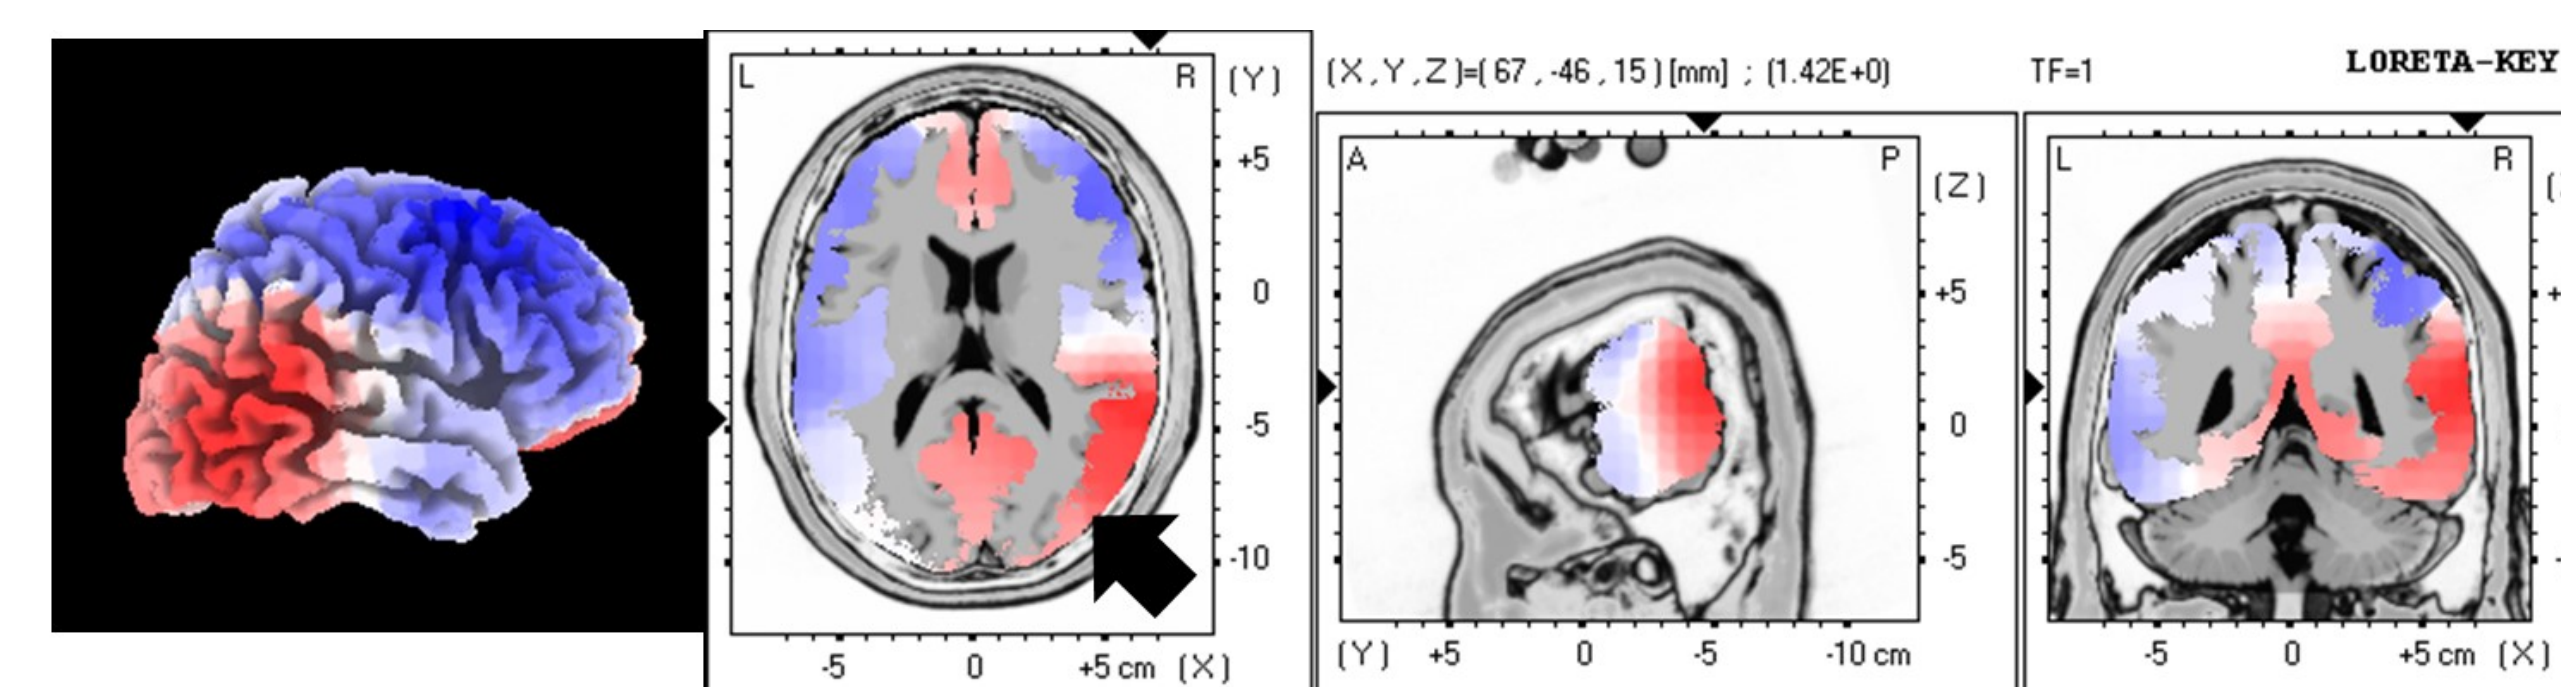 (X,Y,Z)=(67,-46,15)[mm] ; (1.42E+0) TF=1 LORETA-KEY
L R (Y)
+5
0
-5
-10
-5 0 +5 cm (X)
A P (Z)
+5
0
-5
(Y) +5 0 -5 -10 cm
L R
-5 0 +5 cm (X)